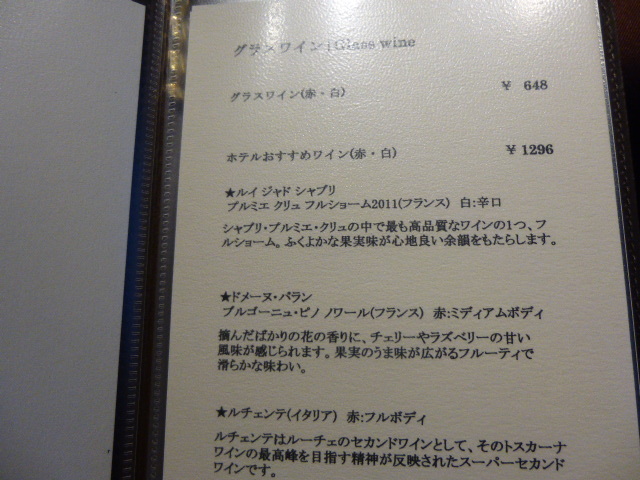 グラスワイン | Glass wine
グラスワイン(赤・白) ¥ 648
ホテルおすすめワイン(赤・白) ¥ 1296
★ルイ ジャド シャブリ
プルミエ クリュ フルショーム2011(フランス) 白:辛口
シャブリ・プルミエ・クリュの中で最も高品質なワインの1つ、フ
ルショーム。ふくよかな果実味が心地良い余韻をもたらします。
★ドメーヌ・パラン
ブルゴーニュ・ピノ ノワール(フランス) 赤:ミディアムボディ
摘んだばかりの花の香りに、チェリーやラズベリーの甘い
風味が感じられます。果実のうま味が広がるフルーティで
滑らかな味わい。
★ルチェンテ(イタリア) 赤:フルボディ
ルチェンテはルーチェのセカンドワインとして、そのトスカーナ
ワインの最高峰を目指す精神が反映されたスーパーセカンド
ワインです。